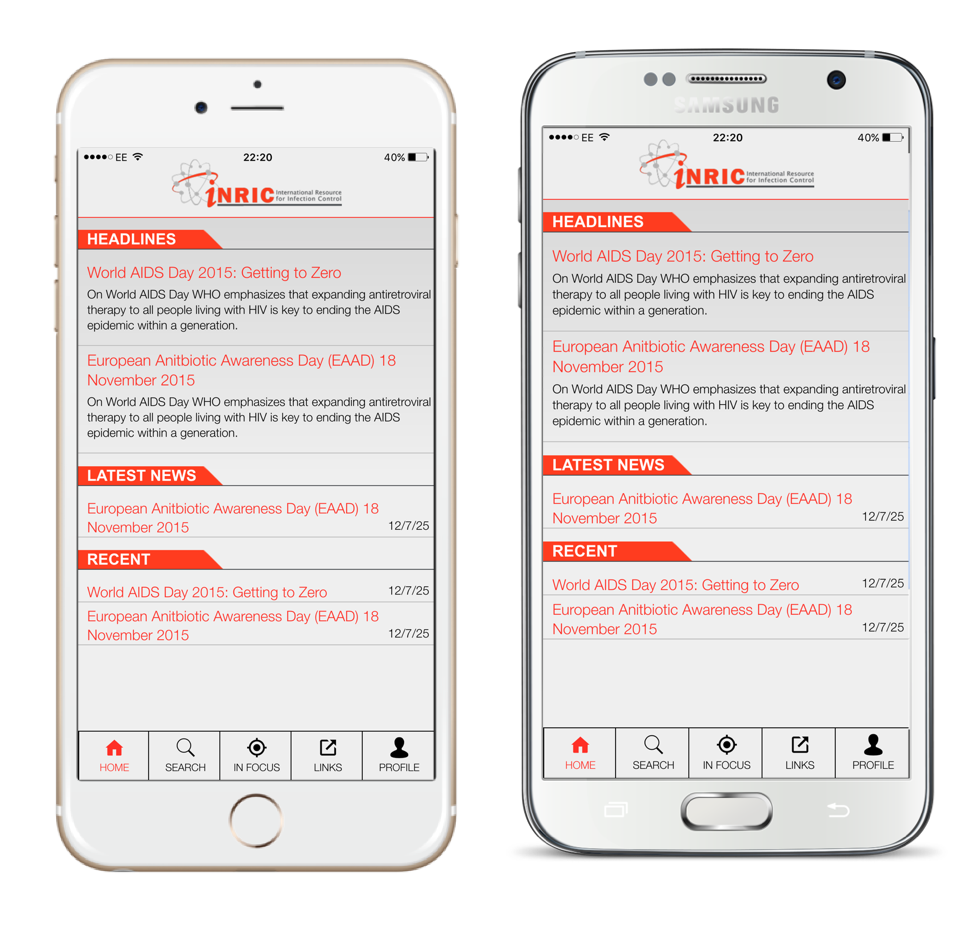 EE 22:20 40%
iNRIC International Resource
for Infection Control
HEADLINES
World AIDS Day 2015: Getting to Zero
On World AIDS Day WHO emphasizes that expanding antiretroviral
therapy to all people living with HIV is key to ending the AIDS
epidemic within a generation.
European Anitbiotic Awareness Day (EAAD) 18
November 2015
On World AIDS Day WHO emphasizes that expanding antiretroviral
therapy to all people living with HIV is key to ending the AIDS
epidemic within a generation.
LATEST NEWS
European Anitbiotic Awareness Day (EAAD) 18
November 2015 12/7/25
RECENT
World AIDS Day 2015: Getting to Zero 12/7/25
European Anitbiotic Awareness Day (EAAD) 18
November 2015 12/7/25
HOME SEARCH IN FOCUS LINKS PROFILE
SAMSUNG
EE 22:20 40%
iNRIC International Resource
for Infection Control
HEADLINES
World AIDS Day 2015: Getting to Zero
On World AIDS Day WHO emphasizes that expanding antiretroviral
therapy to all people living with HIV is key to ending the AIDS
epidemic within a generation.
European Anitbiotic Awareness Day (EAAD) 18
November 2015
On World AIDS Day WHO emphasizes that expanding antiretroviral
therapy to all people living with HIV is key to ending the AIDS
epidemic within a generation.
LATEST NEWS
European Anitbiotic Awareness Day (EAAD) 18
November 2015 12/7/25
RECENT
World AIDS Day 2015: Getting to Zero 12/7/25
European Anitbiotic Awareness Day (EAAD) 18
November 2015 12/7/25
HOME SEARCH IN FOCUS LINKS PROFILE